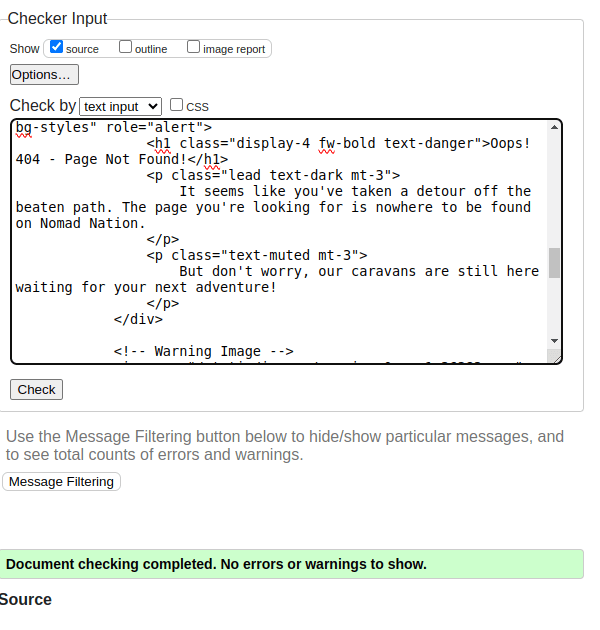 Checker Input
Show source outline image report
Options…
Check by text input CSS
bg-styles" role="alert">
<h1 class="display-4 fw-bold text-danger">Oops!
404 - Page Not Found!</h1>
<p class="lead text-dark mt-3">
It seems like you've taken a detour off the
beaten path. The page you're looking for is nowhere to be found
on Nomad Nation.
</p>
<p class="text-muted mt-3">
But don't worry, our caravans are still here
waiting for your next adventure!
</p>
</div>
<!-- Warning Image -->
Check
Use the Message Filtering button below to hide/show particular messages, and
to see total counts of errors and warnings.
Message Filtering
Document checking completed. No errors or warnings to show.
Source